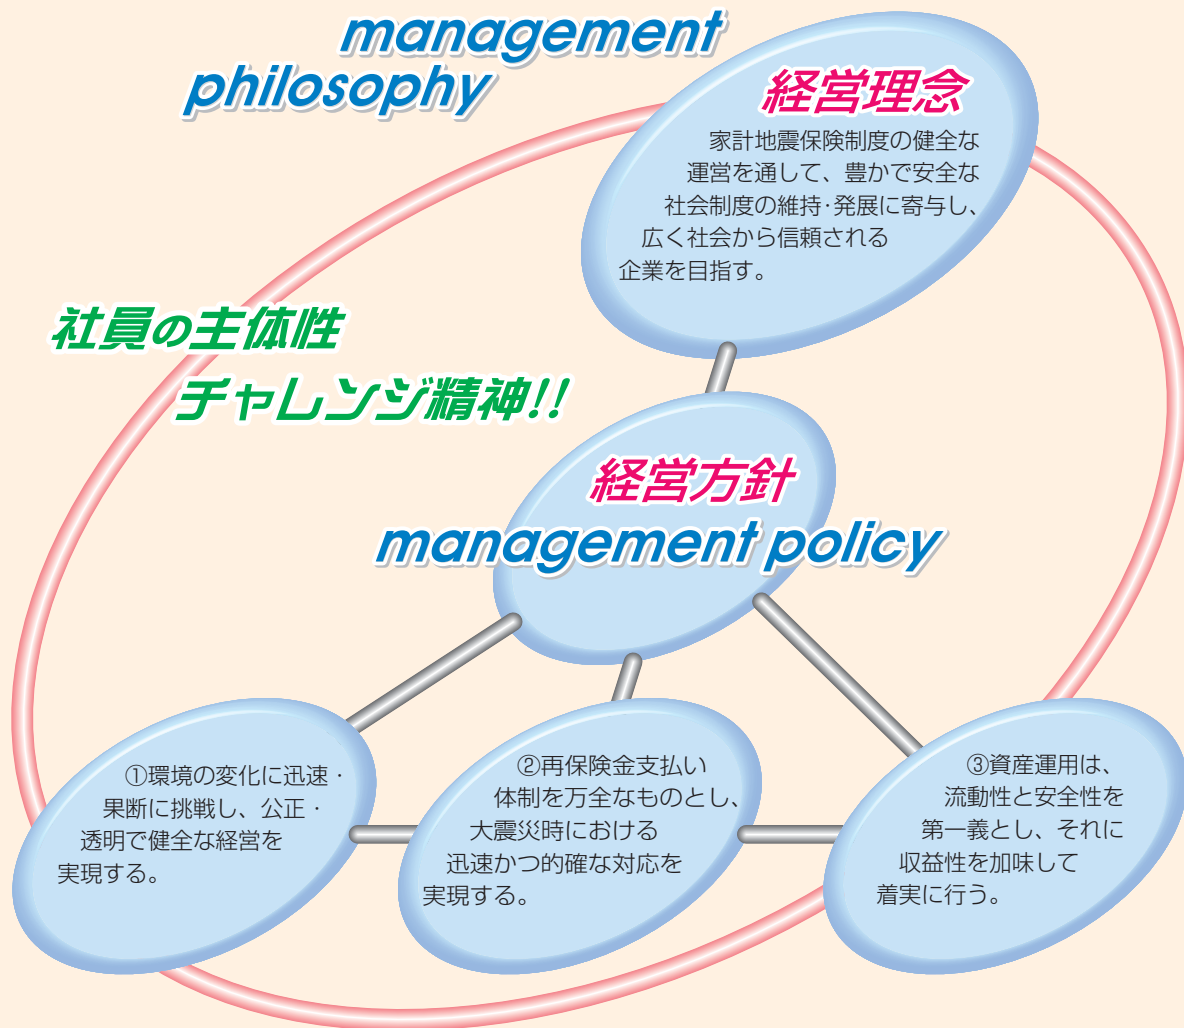 management
philosophy
経営理念
家計地震保険制度の健全な
運営を通して、豊かで安全な
社会制度の維持・発展に寄与し、
広く社会から信頼される
企業を目指す。
社員の主体性
チャレンジ精神!!
経営方針
management policy
①環境の変化に迅速・
果断に挑戦し、公正・
透明で健全な経営を
実現する。
②再保険金支払い
体制を万全なものとし、
大震災時における
迅速かつ的確な対応を
実現する。
③資産運用は、
流動性と安全性を
第一義とし、それに
収益性を加味して
着実に行う。